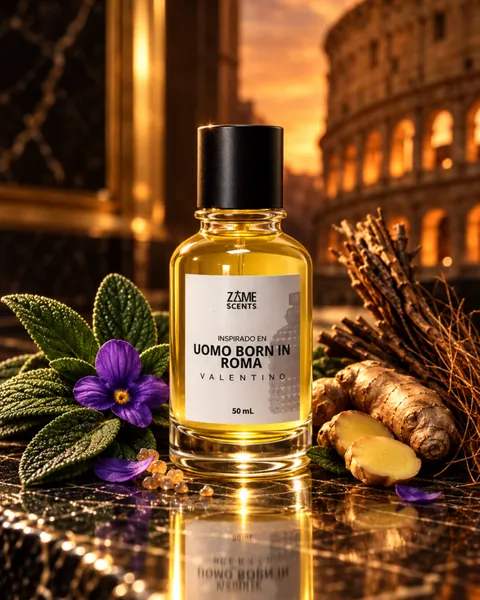 ZAME
SCENTS
INSPIRADO EN
UOMO BORN IN
ROMA
VALENTINO
50 mL